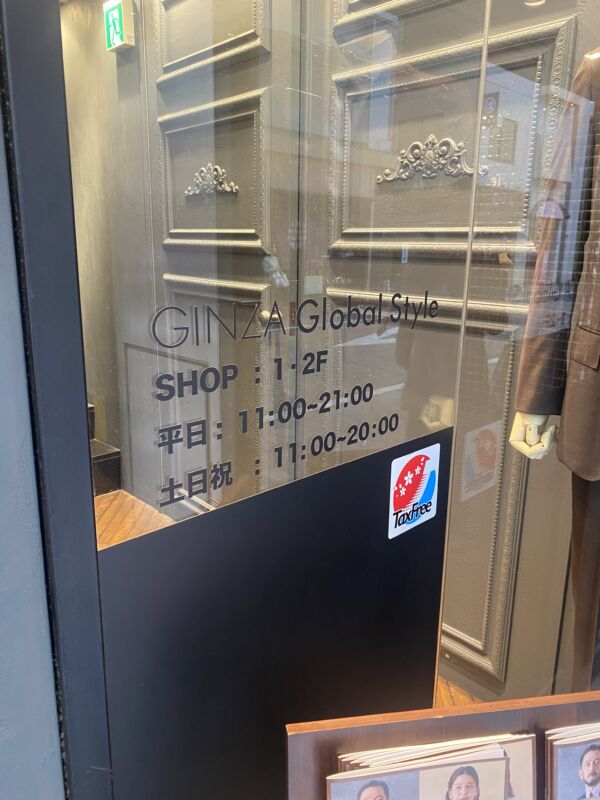 GINZA Global Style
SHOP : 1・2F
平日 : 11:00~21:00
土日祝 : 11:00~20:00
TaxFree